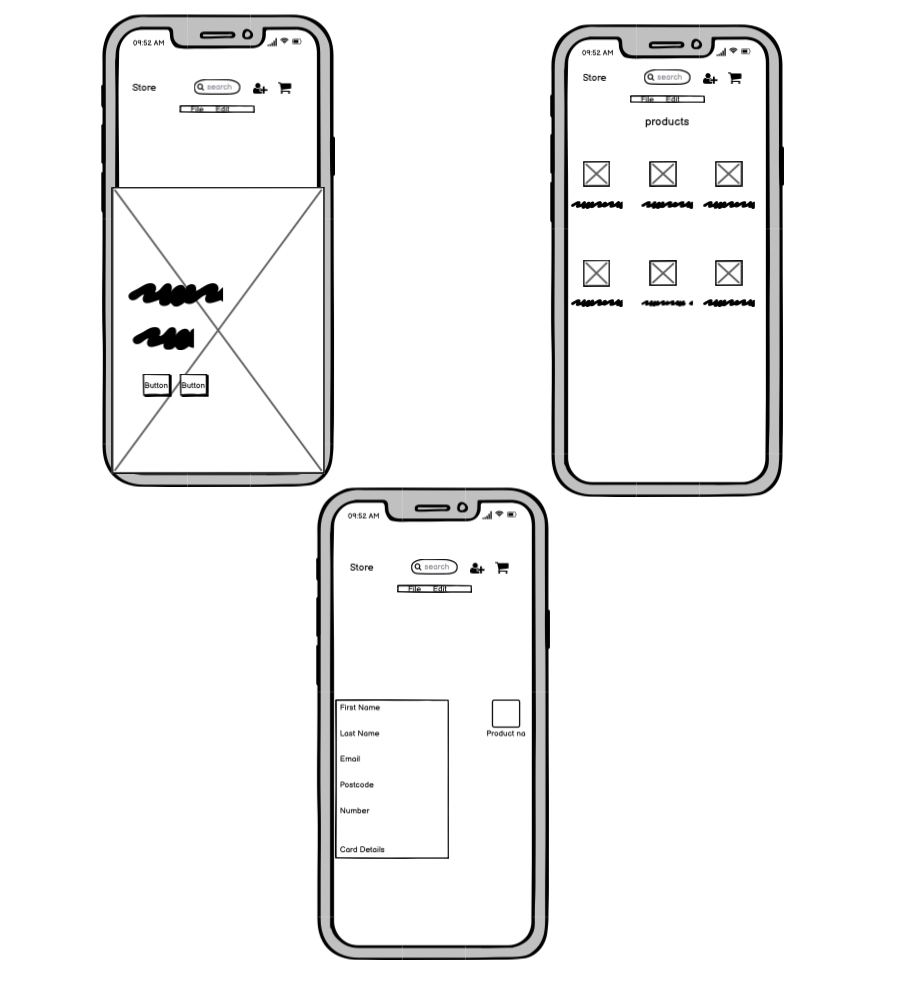 09:52 AM
Store
search
File Edit
Button Button
09:52 AM
Store
search
File Edit
products
09:52 AM
Store
search
File Edit
First Name
Last Name
Email
Postcode
Number
Card Details
Product na